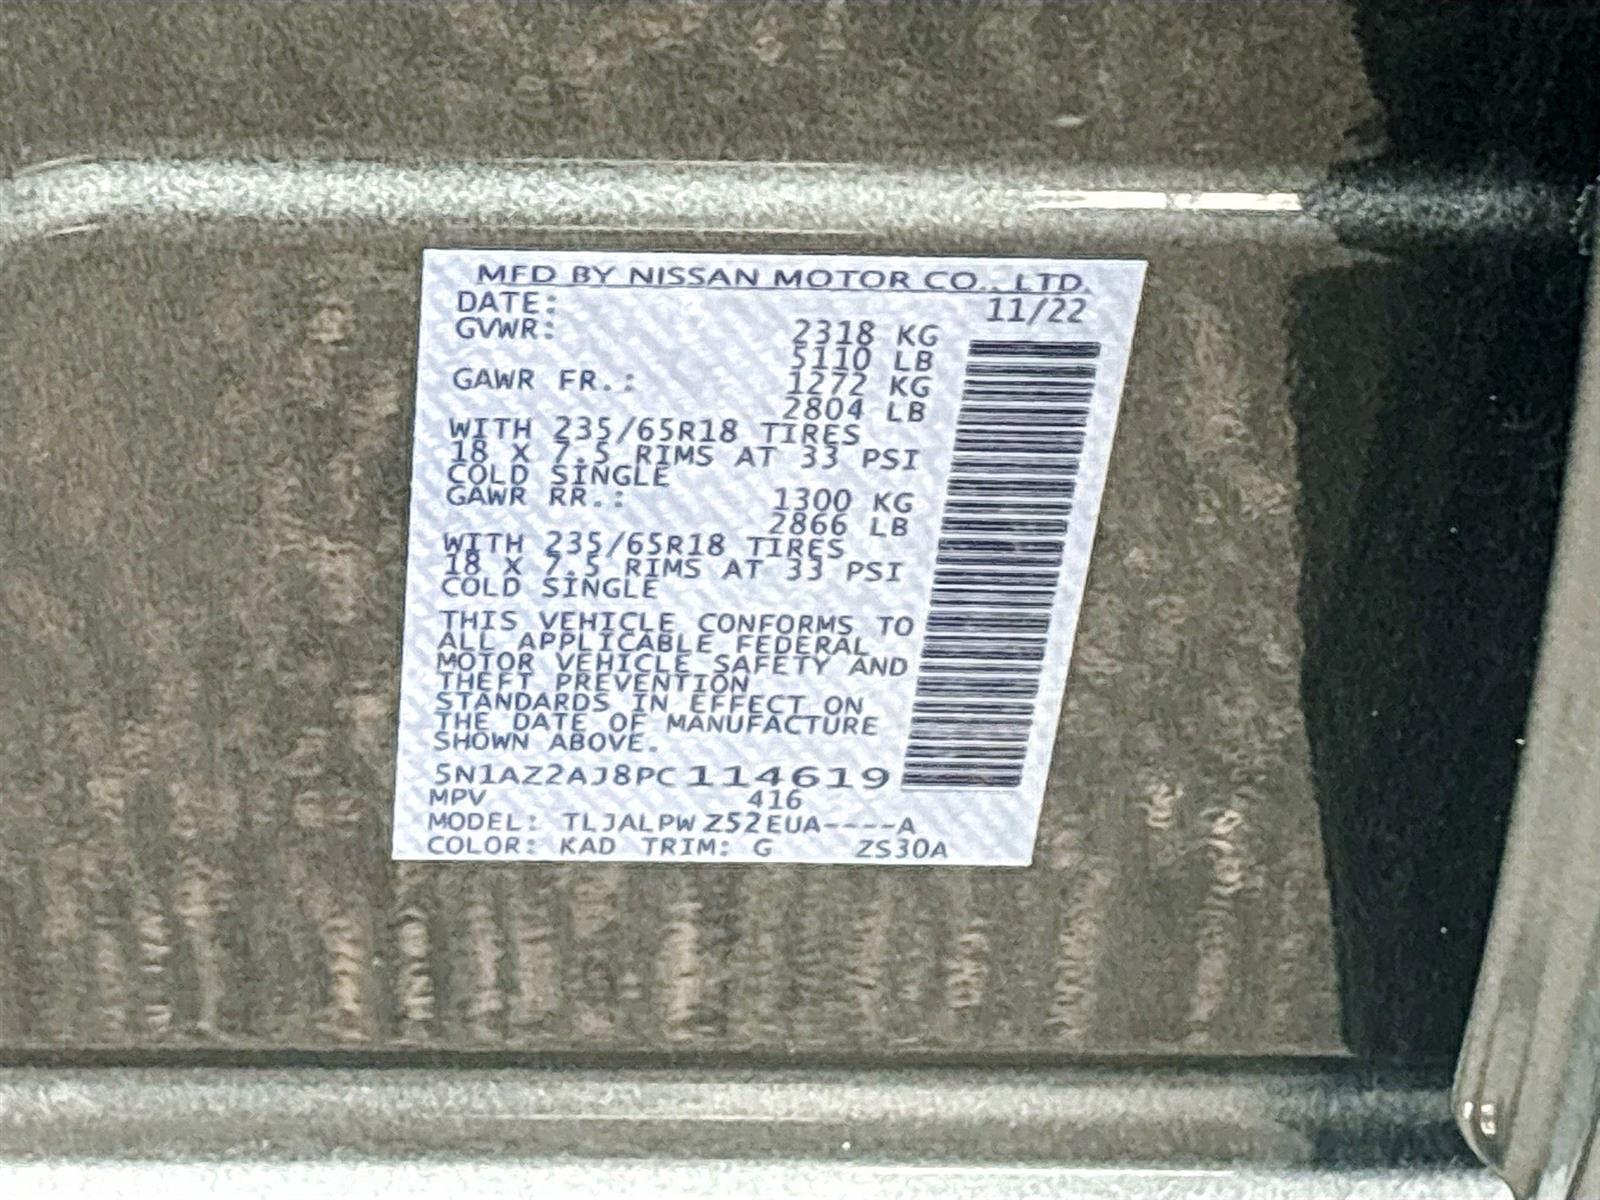 MFD BY NISSAN MOTOR CO., LTD.
DATE: 11/22
GVWR: 2318 KG
5110 LB
GAWR FR.: 1272 KG
2804 LB
WITH 235/65R18 TIRES
18 X 7.5 RIMS AT 33 PSI
COLD SINGLE
GAWR RR.: 1300 KG
2866 LB
WITH 235/65R18 TIRES
18 X 7.5 RIMS AT 33 PSI
COLD SINGLE
THIS VEHICLE CONFORMS TO
ALL APPLICABLE FEDERAL
MOTOR VEHICLE SAFETY AND
THEFT PREVENTION
STANDARDS IN EFFECT ON
THE DATE OF MANUFACTURE
SHOWN ABOVE.
5N1AZ2AJ8PC114619
MPV 416
MODEL: TLJALPWZ52EUA----A
COLOR: KAD TRIM: G ZS30A